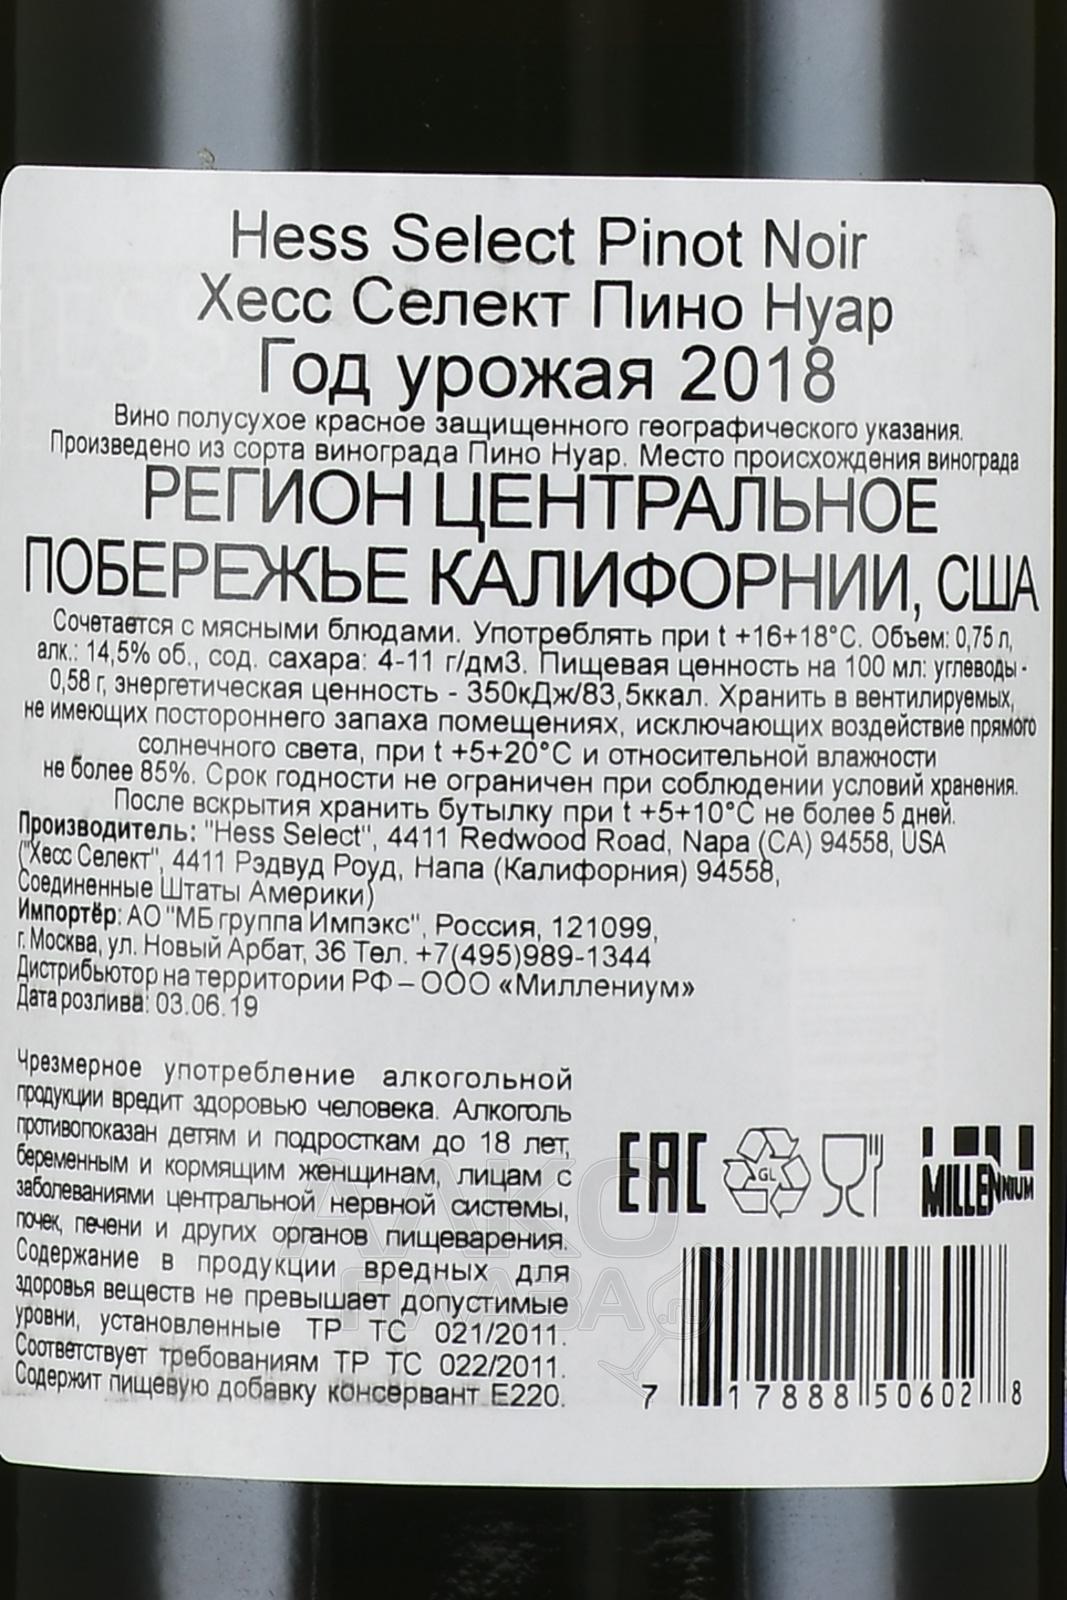 Hess Select Pinot Noir
Хесс Селект Пино Нуар
Год урожая 2018
Вино полусухое красное защищенного географического указания.
Произведено из сорта винограда Пино Нуар. Место происхождения винограда
РЕГИОН ЦЕНТРАЛЬНОЕ
ПОБЕРЕЖЬЕ КАЛИФОРНИИ, США
Сочетается с мясными блюдами. Употреблять при t +16+18°С. Объем: 0,75 л,
алк.: 14,5% об., сод. сахара: 4-11 г/дм3. Пищевая ценность на 100 мл: углеводы -
0,58 г, энергетическая ценность - 350кДж/83,5ккал. Хранить в вентилируемых,
не имеющих постороннего запаха помещениях, исключающих воздействие прямого
солнечного света, при t +5+20°С и относительной влажности
не более 85%. Срок годности не ограничен при соблюдении условий хранения.
После вскрытия хранить бутылку при t +5+10°С не более 5 дней.
Производитель: "Hess Select", 4411 Redwood Road, Napa (CA) 94558, USA
("Хесс Селект", 4411 Рэдвуд Роуд, Напа (Калифорния) 94558,
Соединенные Штаты Америки)
Импортёр: АО "МБ группа Импэкс", Россия, 121099,
г. Москва, ул. Новый Арбат, 36 Тел. +7(495)989-1344
Дистрибьютор на территории РФ – ООО «Миллениум»
Дата розлива: 03.06.19
Чрезмерное употребление алкогольной
продукции вредит здоровью человека. Алкоголь
противопоказан детям и подросткам до 18 лет,
беременным и кормящим женщинам, лицам с
заболеваниями центральной нервной системы,
почек, печени и других органов пищеварения.
Содержание в продукции вредных для
здоровья веществ не превышает допустимые
уровни, установленные ТР ТС 021/2011.
Соответствует требованиям ТР ТС 022/2011.
Содержит пищевую добавку консервант Е220.
EAC
GL
MILLENNIUM
7 17888 50602 8
АЛКО
ПЛАЗА
.ru